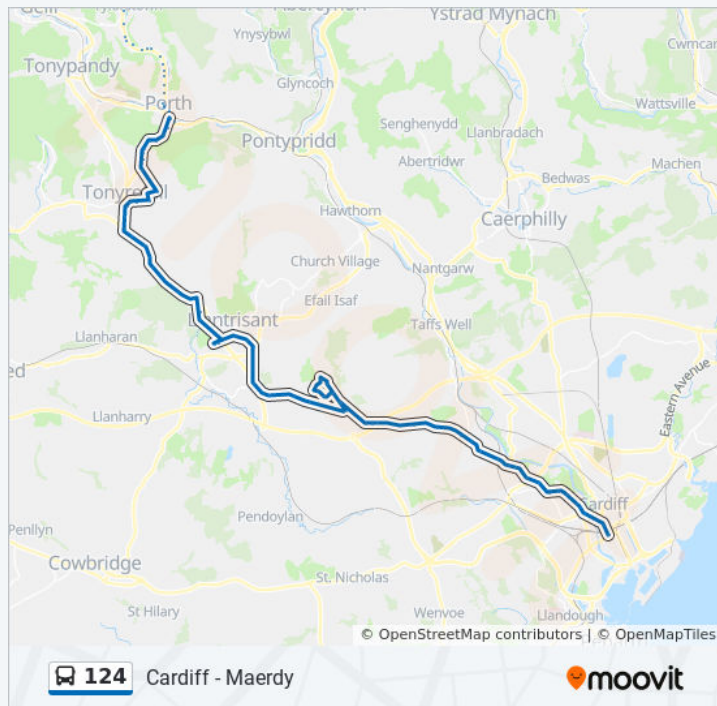 Ystrad Mynach
Ynysybwl
Cwmcar
Tonypandy
Glyncoch
Porth
Wattsville
Senghenydd
Llanbradach
Pontypridd
Abertridwr
Machen
Bedwas
Tonyrefail
Hawthorn
Caerphilly
Church Village
Nantgarw
Efail Isaf
Llantrisant
Taffs Well
Llanharan
Eastern Avenue
Llanharry
Cardiff
Pendoylan
Penllyn
Cowbridge
St. Nicholas
St Hilary
Wenvoe
Llandough
© OpenStreetMap contributors | © OpenMapTiles
124 Cardiff - Maerdy
moovit